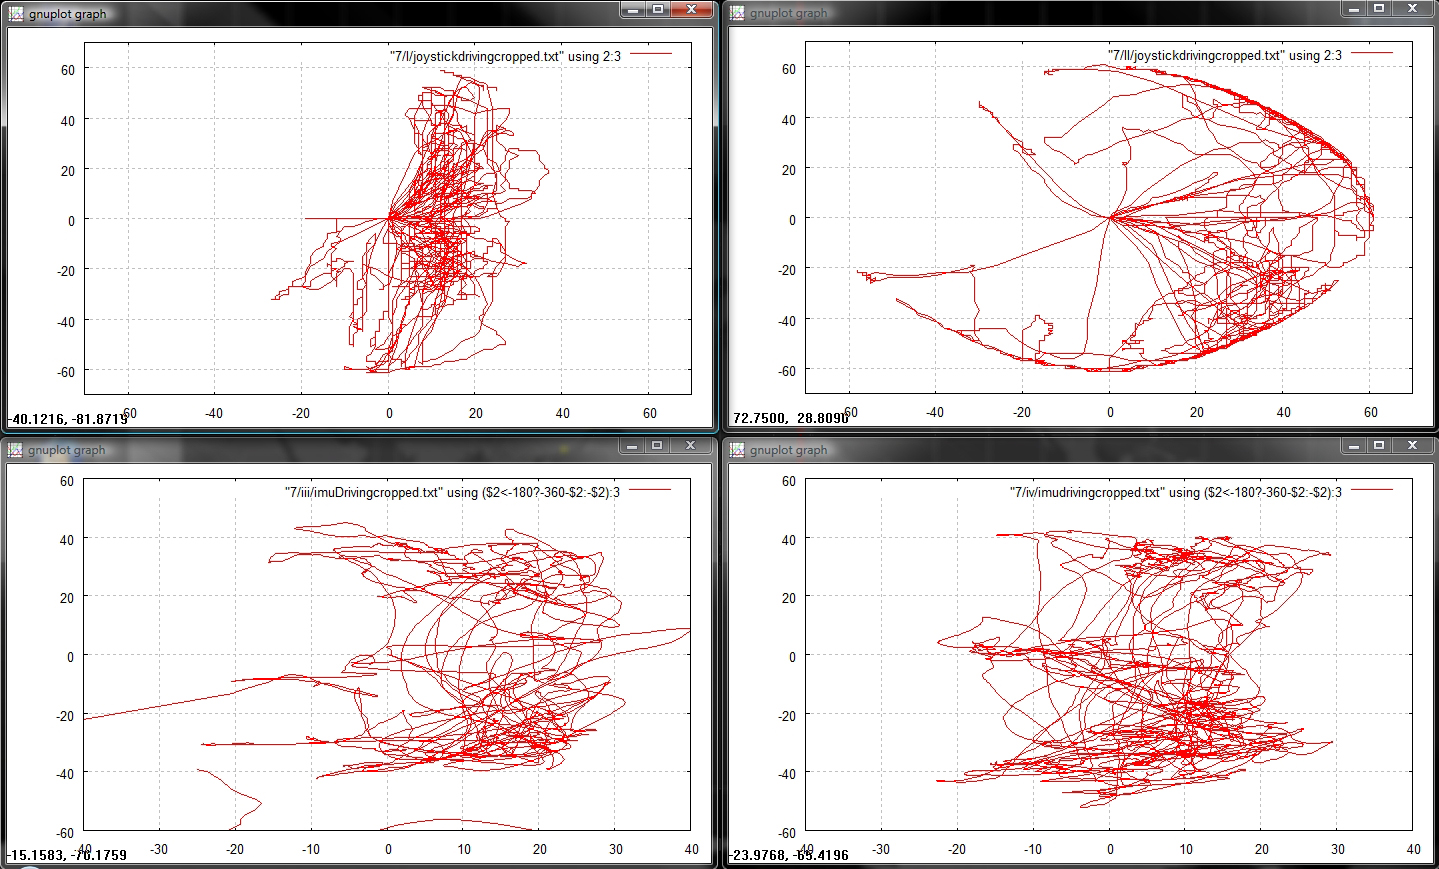 gnuplot graph
"7/I/joystickdrivingcropped.txt" using 2:3
60
40
20
0
-20
-40
-60
-40.1216, -81.8719
-60 -40 -20 0 20 40 60
gnuplot graph
"7/II/joystickdrivingcropped.txt" using 2:3
60
40
20
0
-20
-40
-60
72.7500, 28.8096
-60 -40 -20 0 20 40 60
gnuplot graph
"7/iii/imuDrivingcropped.txt" using ($2<-180?-360-$2:-$2):3
60
40
20
0
-20
-40
-60
-15.1583, -76.1759
-40 -30 -20 -10 0 10 20 30 40
gnuplot graph
"7/iv/imudrivingcropped.txt" using ($2<-180?-360-$2:-$2):3
60
40
20
0
-20
-40
-60
-23.9768, -65.4196
-40 -30 -20 -10 0 10 20 30 40